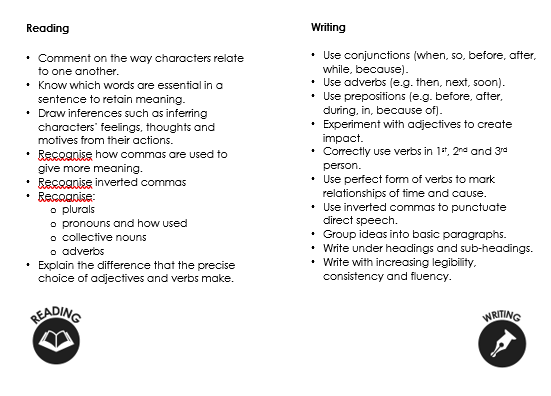 Reading
• Comment on the way characters relate
to one another.
• Know which words are essential in a
sentence to retain meaning.
• Draw inferences such as inferring
characters' feelings, thoughts and
motives from their actions.
• Recognise how commas are used to
give more meaning.
• Recognise inverted commas
• Recognise:
o plurals
o pronouns and how used
o collective nouns
o adverbs
• Explain the difference that the precise
choice of adjectives and verbs make.
READING
Writing
• Use conjunctions (when, so, before, after,
while, because).
• Use adverbs (e.g. then, next, soon).
• Use prepositions (e.g. before, after,
during, in, because of).
• Experiment with adjectives to create
impact.
• Correctly use verbs in 1st, 2nd and 3rd
person.
• Use perfect form of verbs to mark
relationships of time and cause.
• Use inverted commas to punctuate
direct speech.
• Group ideas into basic paragraphs.
• Write under headings and sub-headings.
• Write with increasing legibility,
consistency and fluency.
WRITING